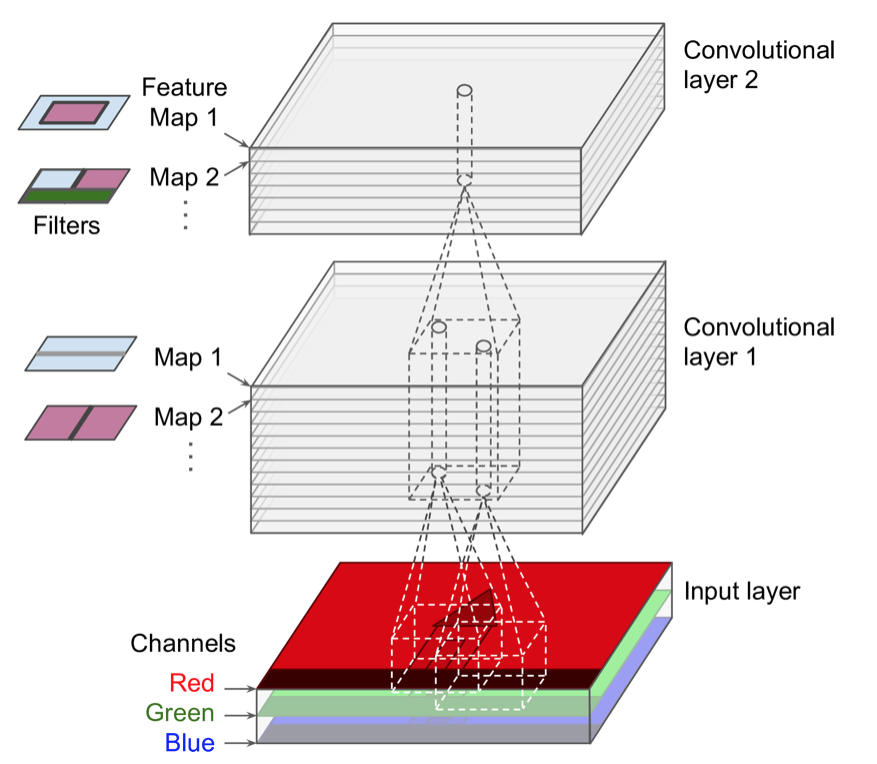 Convolutional
layer 2
Feature
Map 1
Map 2
Filters
Convolutional
layer 1
Map 1
Map 2
Input layer
Channels
Red
Green
Blue